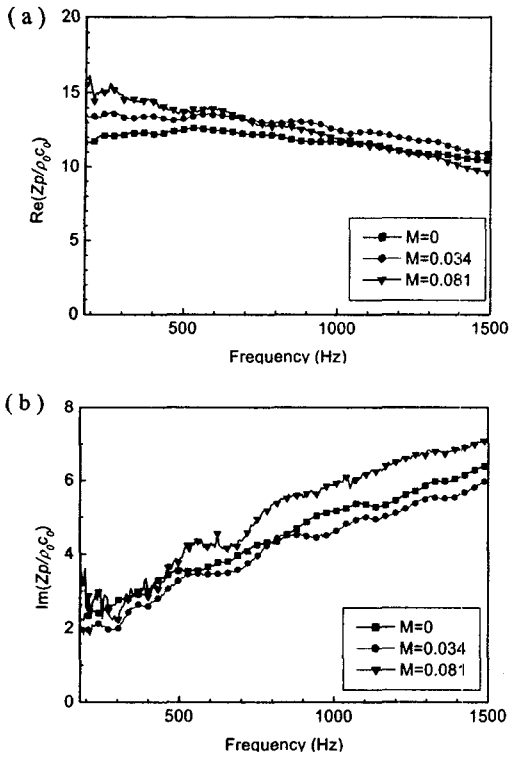 (a)
20
15
10
5
0
Re(Zp/ρ₀c₀)
500
1000
1500
Frequency (Hz)
M=0
M=0.034
M=0.081
(b)
8
6
4
2
0
Im(Zp/ρ₀c₀)
500
1000
1500
Frequency (Hz)
M=0
M=0.034
M=0.081